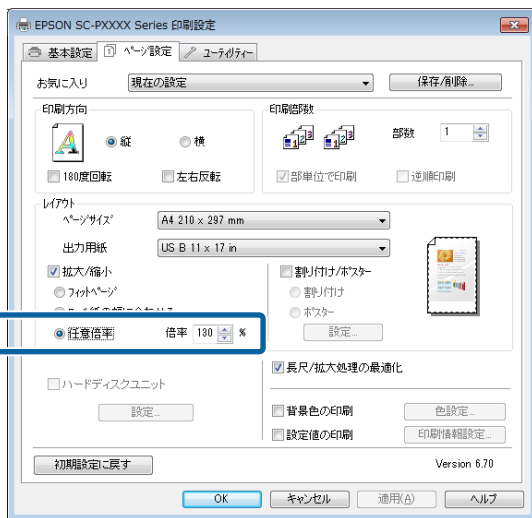 EPSON SC-PXXXX Series 印刷設定
基本設定 ページ設定 ユーティリティー
お気に入り 現在の設定 保存/削除...
印刷方向 印刷部数
縦 横 部数 1
180度回転 左右反転 部単位で印刷 逆順印刷
レイアウト
ページサイズ A4 210 x 297 mm
出力用紙 US B 11 x 17 in
拡大/縮小 割り付け/ポスター
フィットページ 割り付け
ポスター
任意倍率 倍率 130 % 設定...
長尺/拡大処理の最適化
ハードディスクユニット
設定... 背景色の印刷 色設定...
設定値の印刷 印刷情報設定...
初期設定に戻す Version 6.70
OK キャンセル 適用(A) ヘルプ